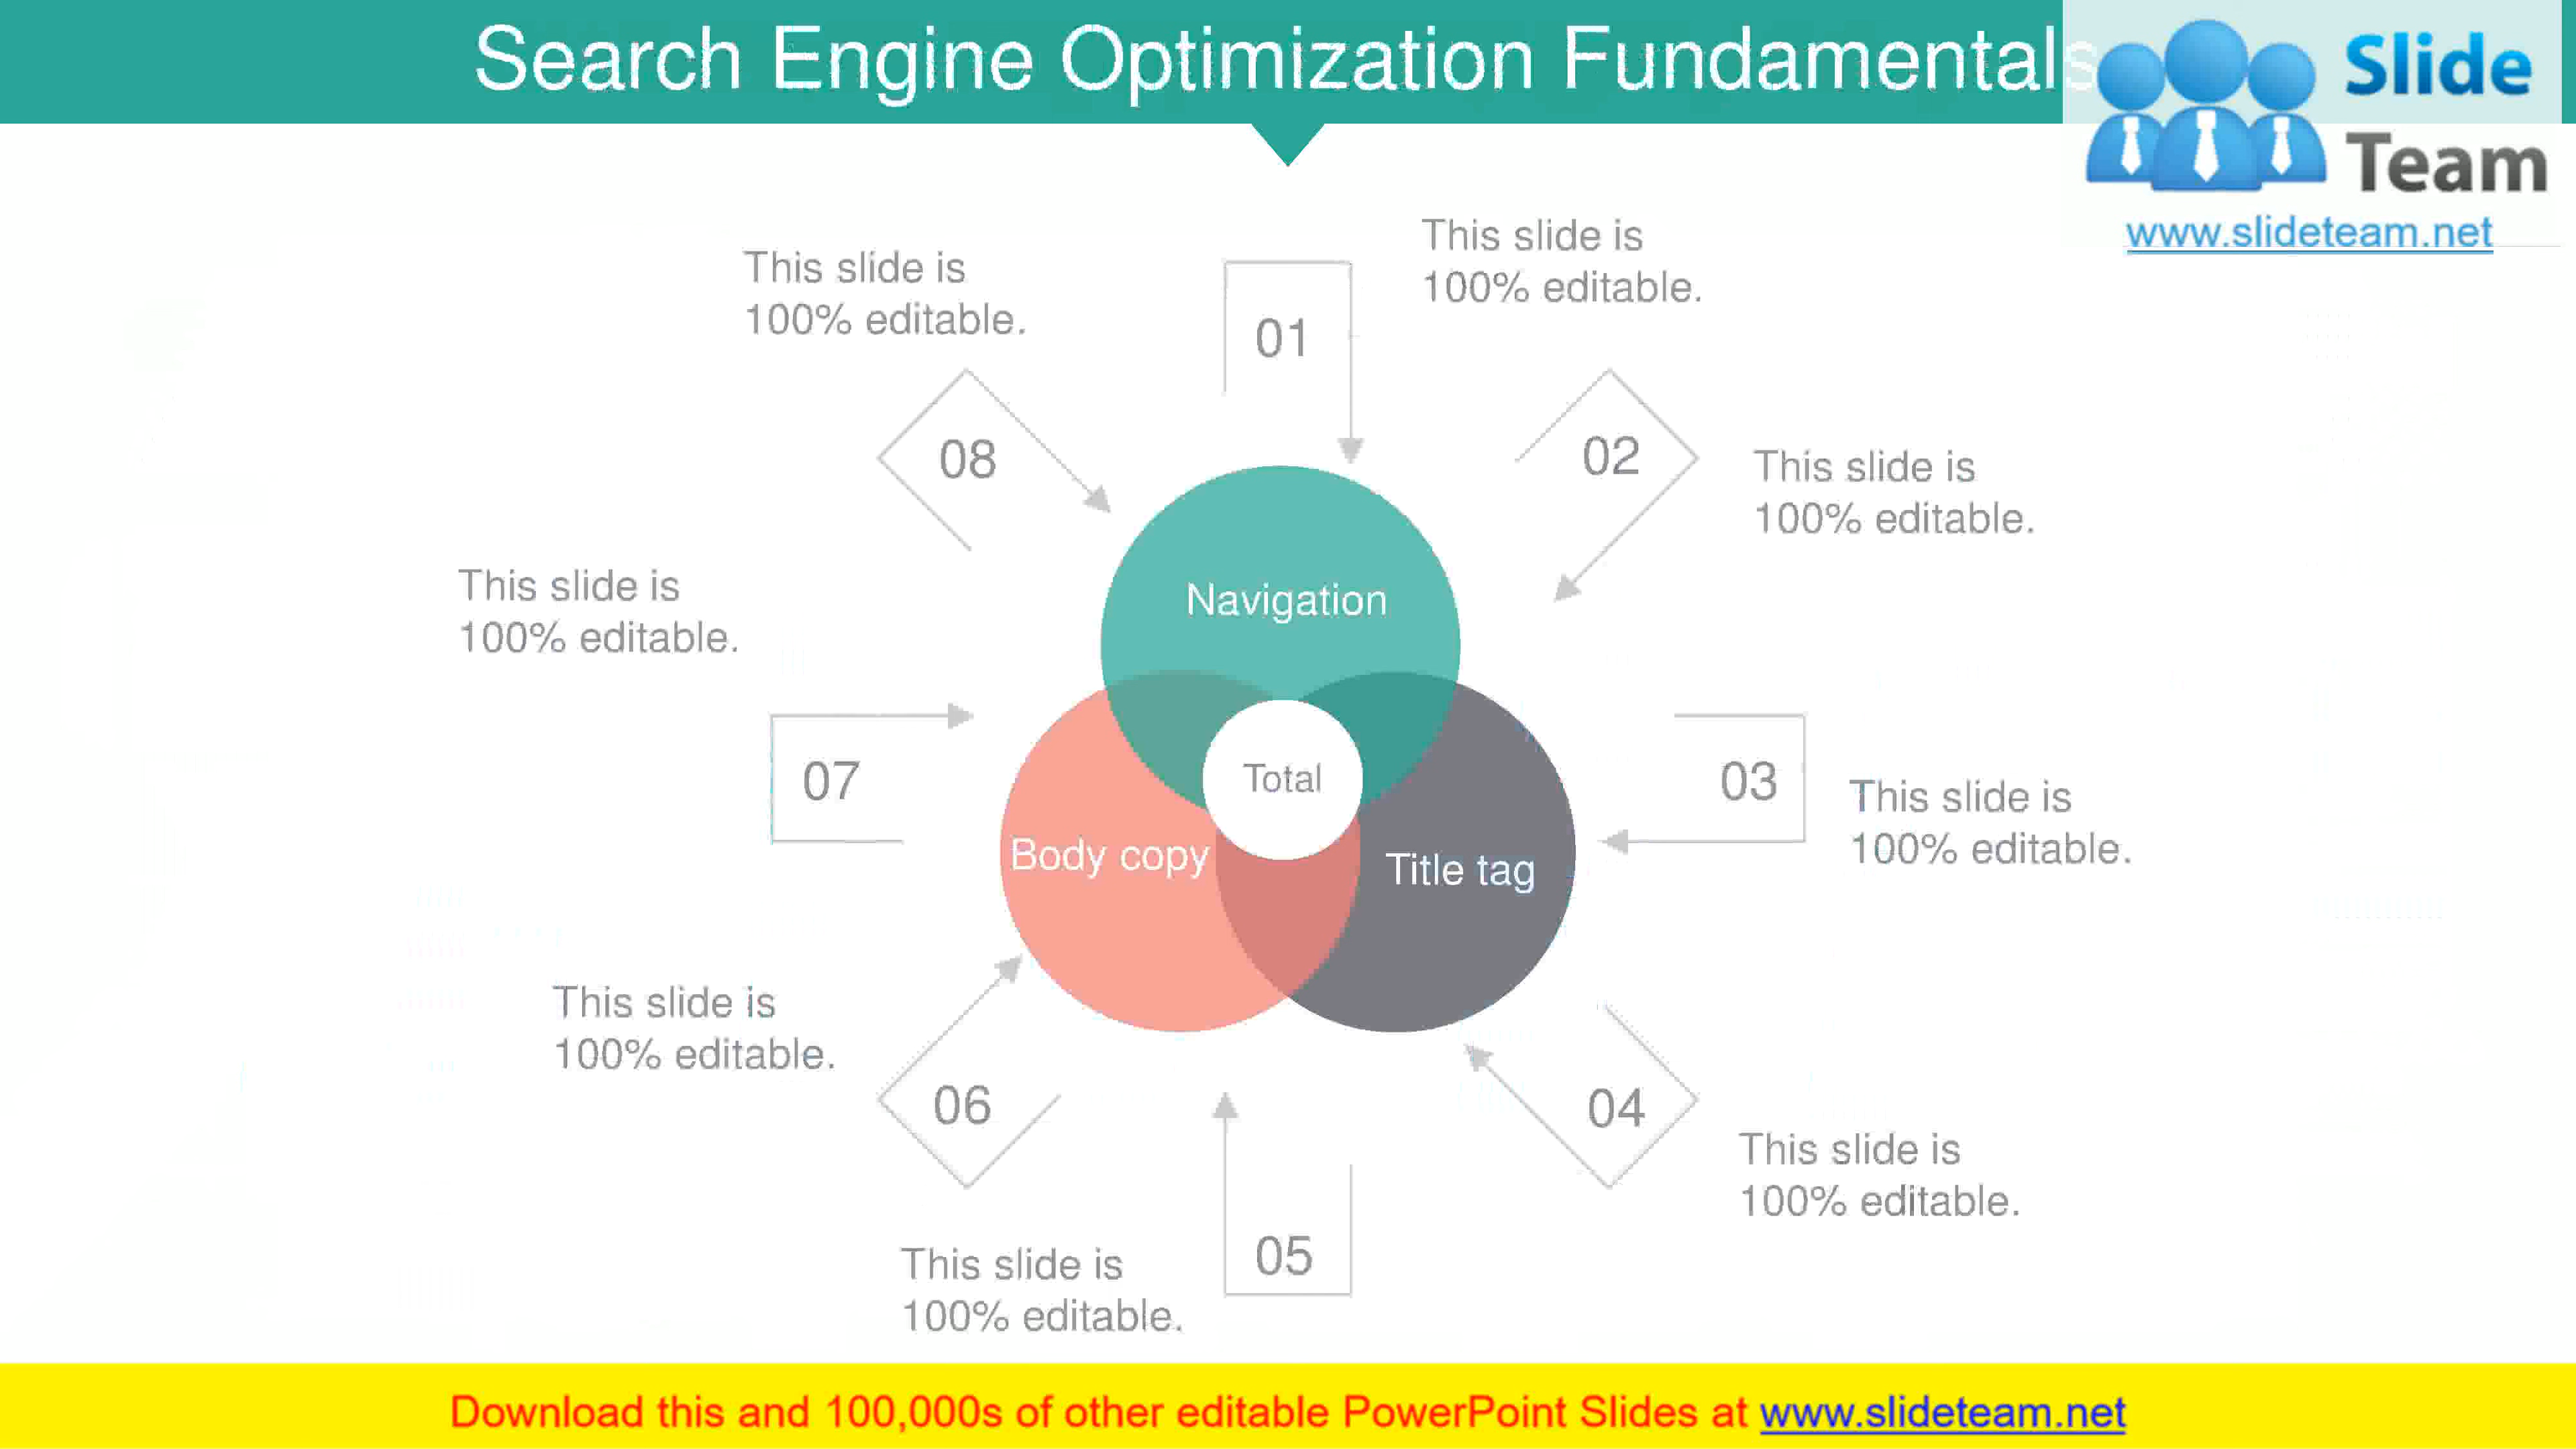 Search Engine Optimization Fundamentals
Slide
Team
www.slideteam.net
This slide is
100% editable.
01
This slide is
100% editable.
08
02
This slide is
100% editable.
This slide is
100% editable.
Navigation
07
Total
03
This slide is
100% editable.
Body copy
Title tag
This slide is
100% editable.
06
04
This slide is
100% editable.
05
This slide is
100% editable.
Download this and 100,000s of other editable PowerPoint Slides at www.slideteam.net